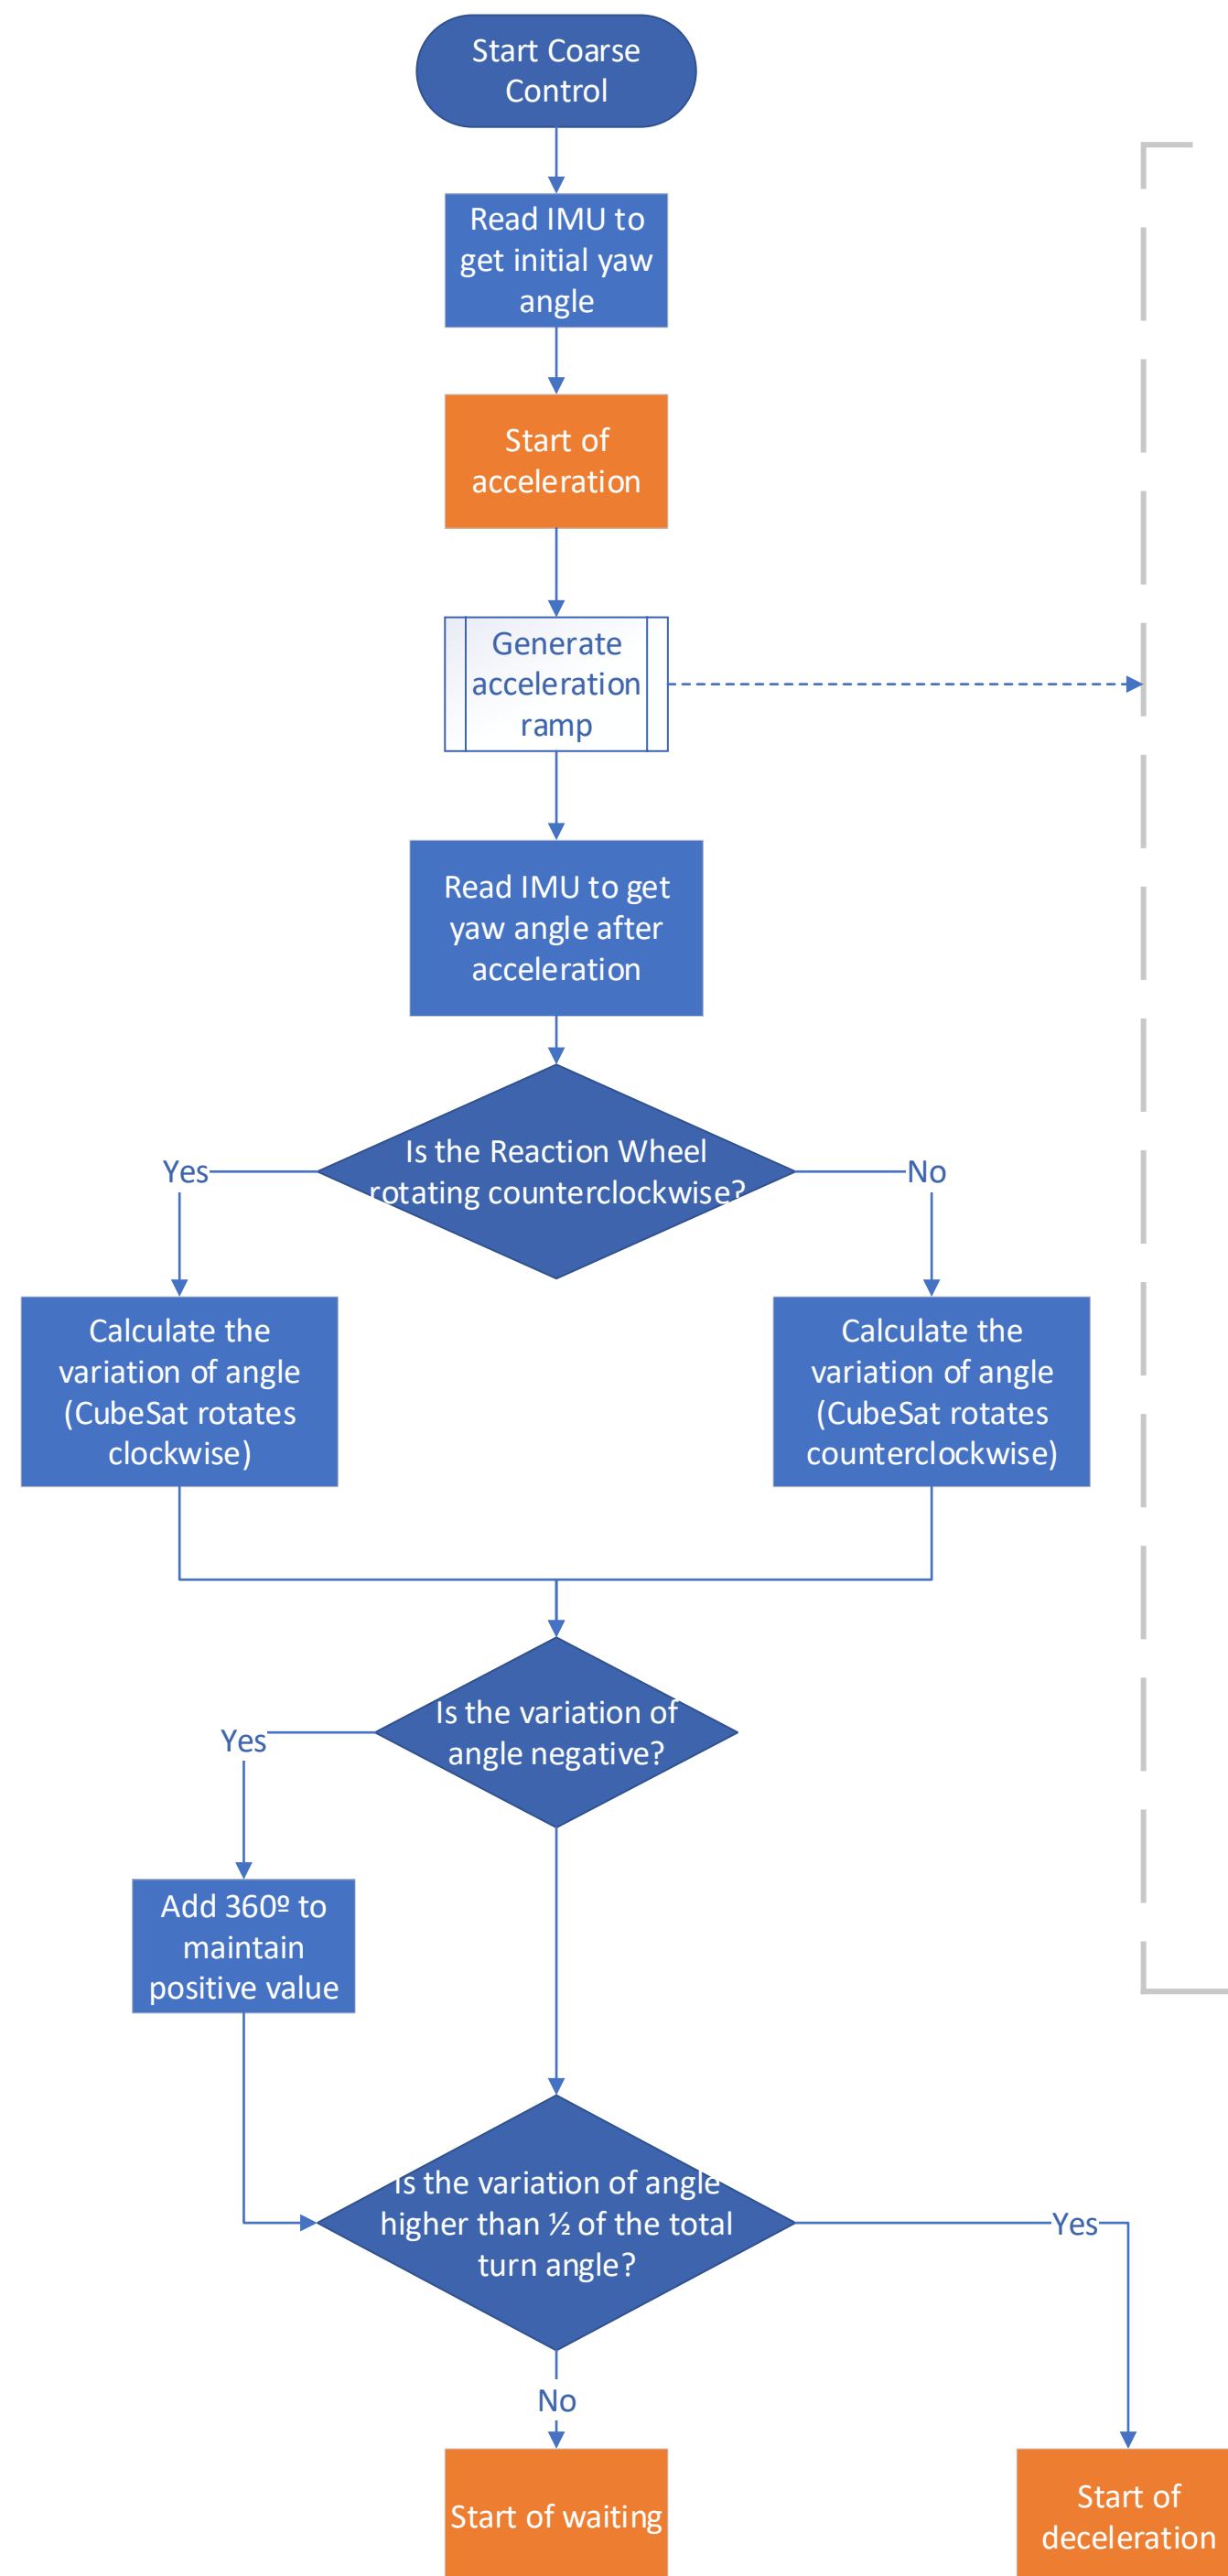 Start Coarse
Control
Read IMU to
get initial yaw
angle
Start of
acceleration
Generate
acceleration
ramp
Read IMU to get
yaw angle after
acceleration
Is the Reaction Wheel
rotating counterclockwise?
Yes
No
Calculate the
variation of angle
(CubeSat rotates
clockwise)
Calculate the
variation of angle
(CubeSat rotates
counterclockwise)
Is the variation of
angle negative?
Yes
Add 360º to
maintain
positive value
Is the variation of angle
higher than ½ of the total
turn angle?
Yes
No
Start of waiting
Start of
deceleration